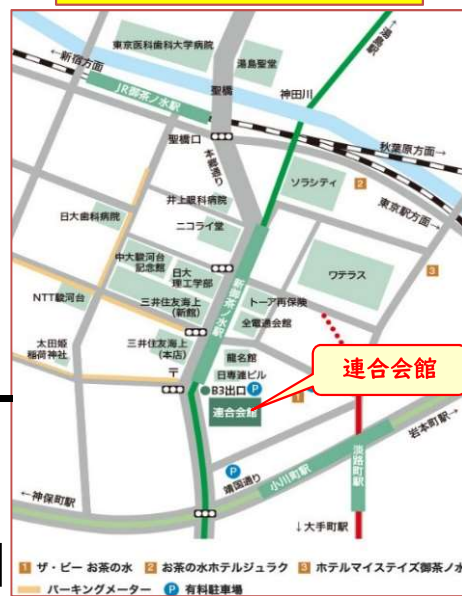 ←新宿方面
東京医科歯科大学病院
湯島聖堂
←湯島駅
JR御茶ノ水駅
聖橋
神田川
聖橋口
秋葉原方面→
本郷通り
ソラシティ
2
東京駅方面→
井上眼科病院
日大歯科病院
ニコライ堂
中大駿河台
記念館
日大
理工学部
ワテラス
3
新御茶ノ水駅
NTT駿河台
三井住友海上
(新館)
トーア再保険
全電通会館
太田姫
稲荷神社
三井住友海上
(本店)
龍名館
日専連ビル
〒
B3出口
P
連合会館
連合会館
1
岩本町駅→
淡路町駅
P
靖国通り
小川町駅
←神保町駅
↓大手町駅
1 ザ・ビー お茶の水 2 お茶の水ホテルジュラク 3 ホテルマイステイズ御茶ノ水
パーキングメーター P 有料駐車場